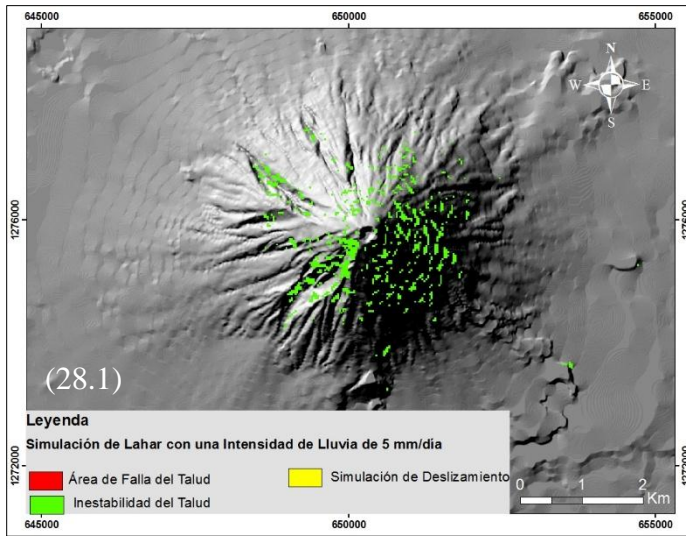 645000 650000 655000
N
W E
S
1276000 1276000
(28.1)
Leyenda
Simulación de Lahar con una Intensidad de Lluvia de 5 mm/dia
Área de Falla del Talud Simulación de Deslizamiento
Inestabilidad del Talud
1272000 1272000
0 1 2
Km
645000 650000 655000